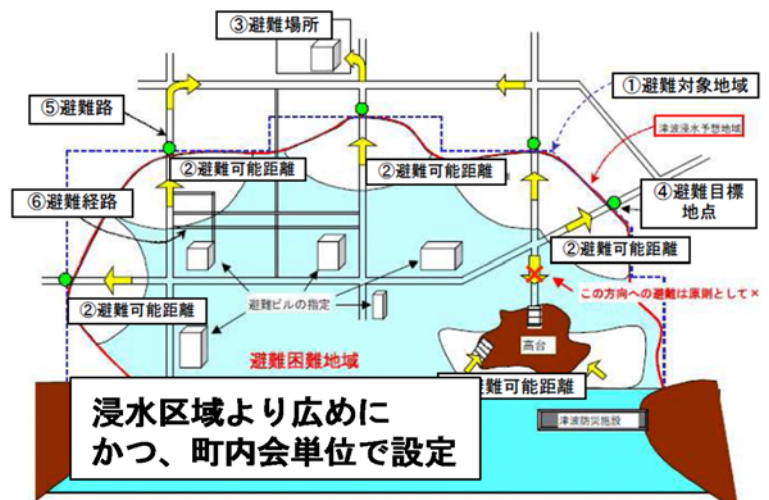 ③避難場所
①避難対象地域
⑤避難路
津波浸水予想地域
②避難可能距離
②避難可能距離
④避難目標
地点
⑥避難経路
②避難可能距離
この方向への避難は原則として×
②避難可能距離
避難ビルの指定
高台
避難困難地域
避難可能距離
浸水区域より広めに
かつ、町内会単位で設定
津波防災施設